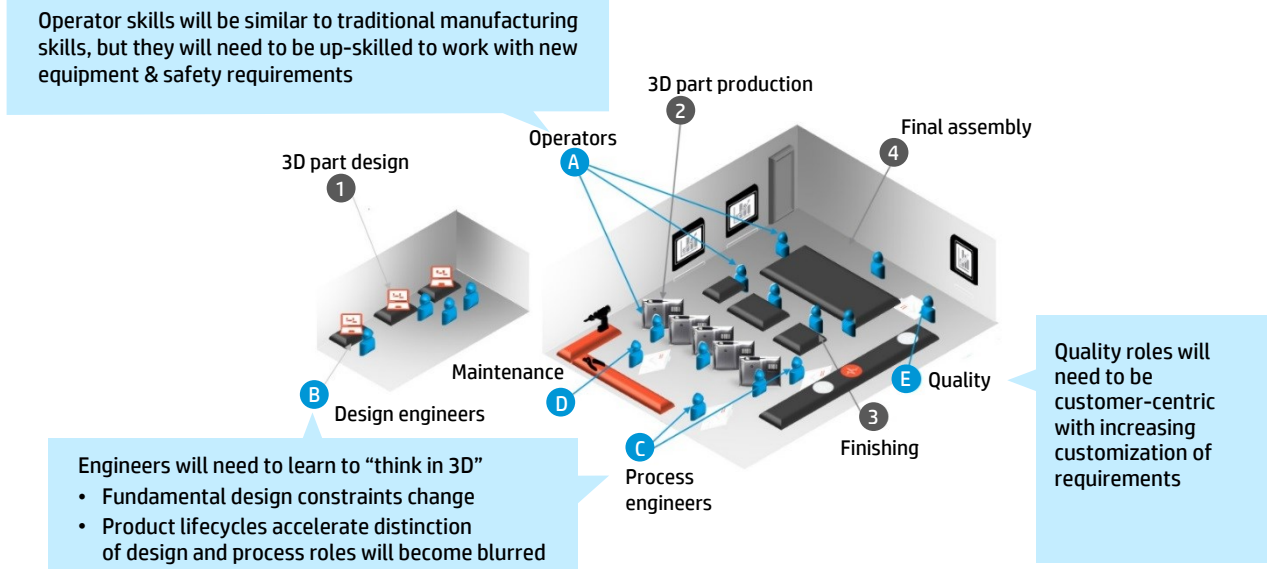 Operator skills will be similar to traditional manufacturing
skills, but they will need to be up-skilled to work with new
equipment & safety requirements
3D part production
2
Final assembly
4
Operators
A
3D part design
1
Maintenance
D
B
Design engineers
E
Quality
3
Finishing
C
Process
engineers
Quality roles will
need to be
customer-centric
with increasing
customization of
requirements
Engineers will need to learn to “think in 3D”
• Fundamental design constraints change
• Product lifecycles accelerate distinction
of design and process roles will become blurred